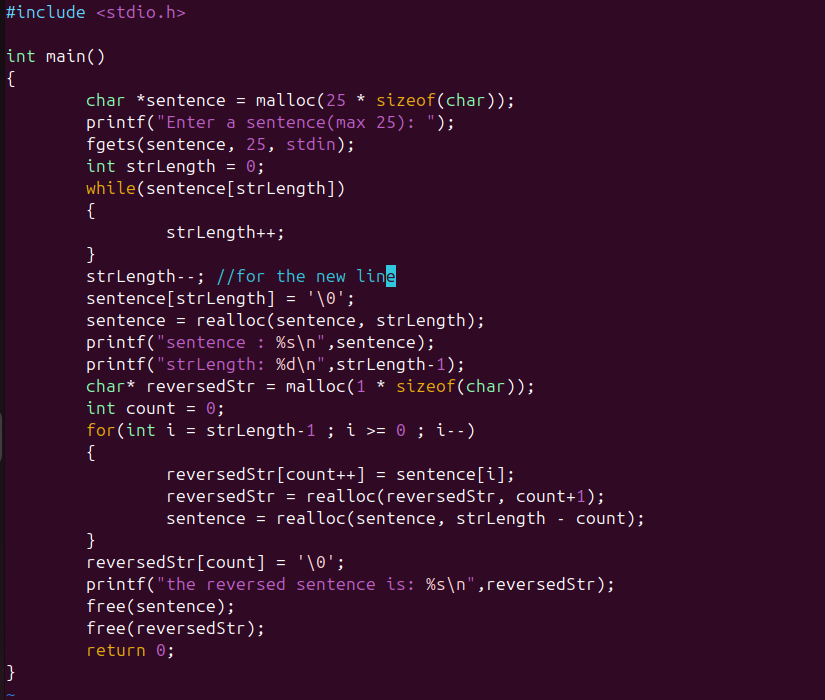 #include <stdio.h>

int main()
{
        char *sentence = malloc(25 * sizeof(char));
        printf("Enter a sentence(max 25): ");
        fgets(sentence, 25, stdin);
        int strLength = 0;
        while(sentence[strLength])
        {
                strLength++;
        }
        strLength--; //for the new line
        sentence[strLength] = '\0';
        sentence = realloc(sentence, strLength);
        printf("sentence : %s\n",sentence);
        printf("strLength: %d\n",strLength-1);
        char* reversedStr = malloc(1 * sizeof(char));
        int count = 0;
        for(int i = strLength-1 ; i >= 0 ; i--)
        {
                reversedStr[count++] = sentence[i];
                reversedStr = realloc(reversedStr, count+1);
                sentence = realloc(sentence, strLength - count);
        }
        reversedStr[count] = '\0';
        printf("the reversed sentence is: %s\n",reversedStr);
        free(sentence);
        free(reversedStr);
        return 0;
}
~